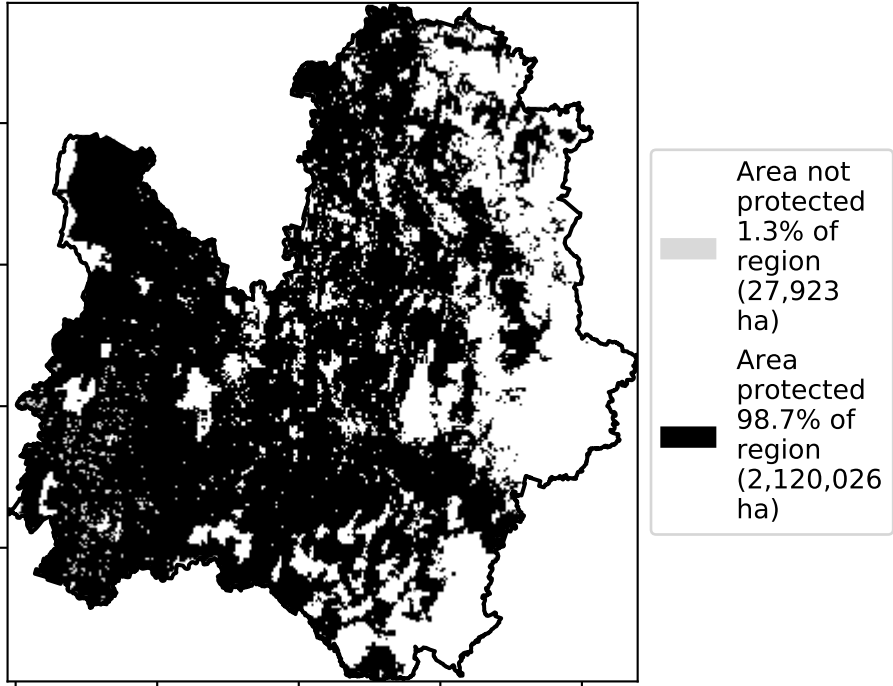 Area not
protected
1.3% of
region
(27,923
ha)
Area
protected
98.7% of
region
(2,120,026
ha)